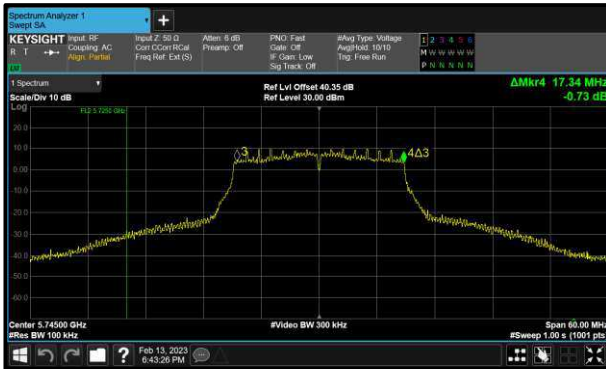 Spectrum Analyzer 1
Swept SA
+
KEYSIGHT
R T
Input: RF
Coupling: AC
Align: Partial
Input Z: 50 Ω
Corr CCorr RCal
Freq Ref: Ext (S)
Atten: 6 dB
Preamp: Off
PNO: Fast
Gate: Off
IF Gain: Low
Sig Track: Off
#Avg Type: Voltage
Avg|Hold: 10/10
Trig: Free Run
1 2 3 4 5 6
M W W W W W
P N N N N N
1 Spectrum
Scale/Div 10 dB
Ref Lvl Offset 40.35 dB
Ref Level 30.00 dBm
ΔMkr4 17.34 MHz
-0.73 dB
Log
20.0
10.0
0.00
-10.0
-20.0
-30.0
-40.0
-50.0
-60.0
3
4Δ3
Center 5.74500 GHz
#Res BW 100 kHz
#Video BW 300 kHz
Span 60.00 MHz
#Sweep 1.00 s (1001 pts)
?
Feb 13, 2023
6:43:26 PM